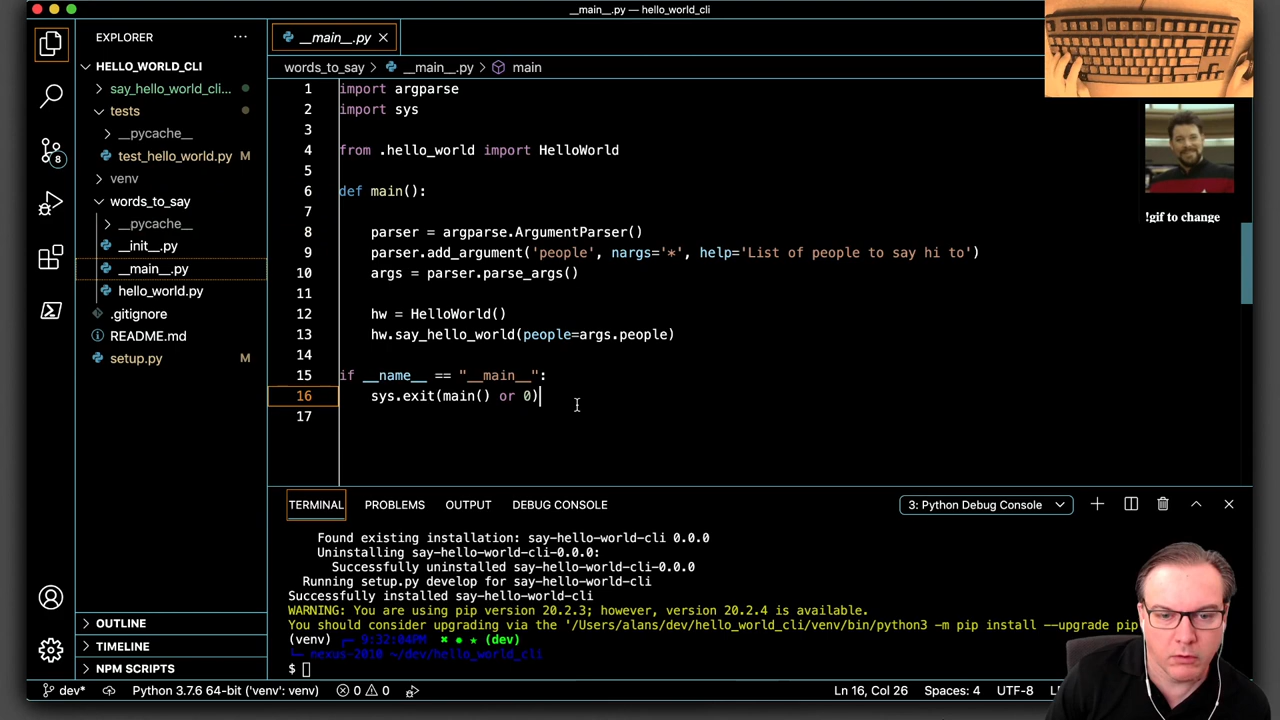 __main__.py — hello_world_cli
EXPLORER
HELLO_WORLD_CLI
say_hello_world_cli...
tests
__pycache__
test_hello_world.py M
venv
words_to_say
__pycache__
__init__.py
__main__.py
hello_world.py
.gitignore
README.md
setup.py M
OUTLINE
TIMELINE
NPM SCRIPTS
8
__main__.py
words_to_say > __main__.py > main
1 import argparse
2 import sys
3
4 from .hello_world import HelloWorld
5
6 def main():
7
8 parser = argparse.ArgumentParser()
9 parser.add_argument('people', nargs='*', help='List of people to say hi to')
10 args = parser.parse_args()
11
12 hw = HelloWorld()
13 hw.say_hello_world(people=args.people)
14
15 if __name__ == "__main__":
16 sys.exit(main() or 0)
17
!gif to change
TERMINAL PROBLEMS OUTPUT DEBUG CONSOLE 3: Python Debug Console
Found existing installation: say-hello-world-cli 0.0.0
Uninstalling say-hello-world-cli-0.0.0:
Successfully uninstalled say-hello-world-cli-0.0.0
Running setup.py develop for say-hello-world-cli
Successfully installed say-hello-world-cli
WARNING: You are using pip version 20.2.3; however, version 20.2.4 is available.
You should consider upgrading via the '/Users/alans/dev/hello_world_cli/venv/bin/python3 -m pip install --upgrade pip
(venv) 9:32:04PM ✖ ● ★ (dev)
nexus-2010 ~/dev/hello_world_cli
$
dev* Python 3.7.6 64-bit ('venv': venv) 0 0 Ln 16, Col 26 Spaces: 4 UTF-8